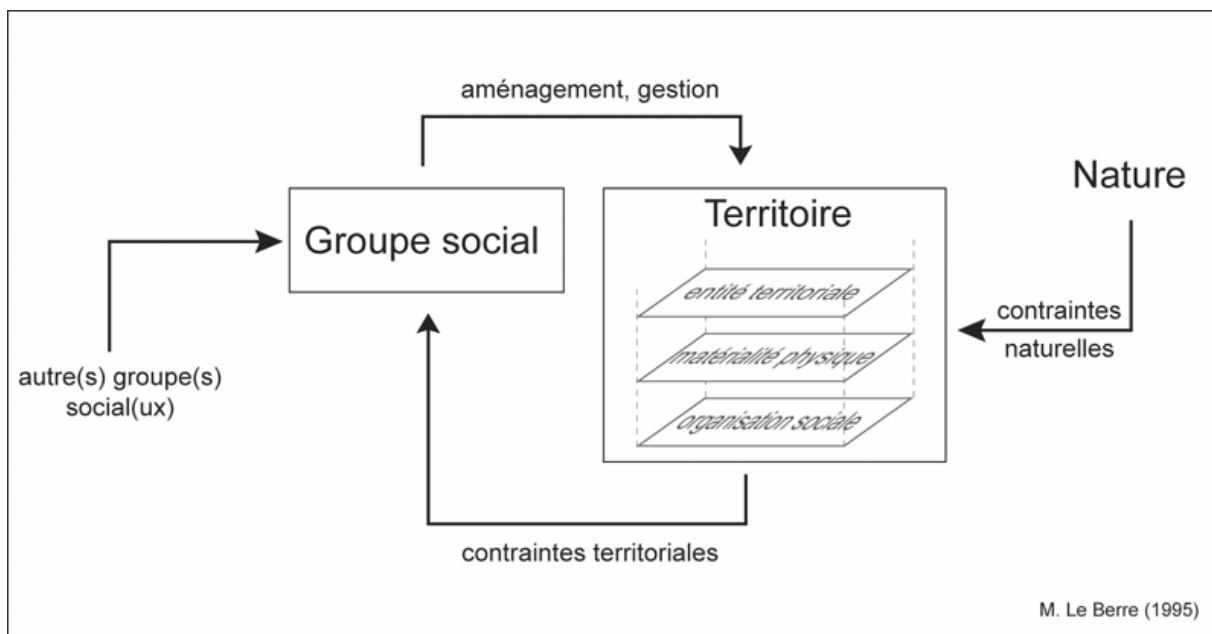 aménagement, gestion
Nature
Territoire
Groupe social
entité territoriale
contraintes
naturelles
matérialité physique
autre(s) groupe(s)
social(ux)
organisation sociale
contraintes territoriales
M. Le Berre (1995)